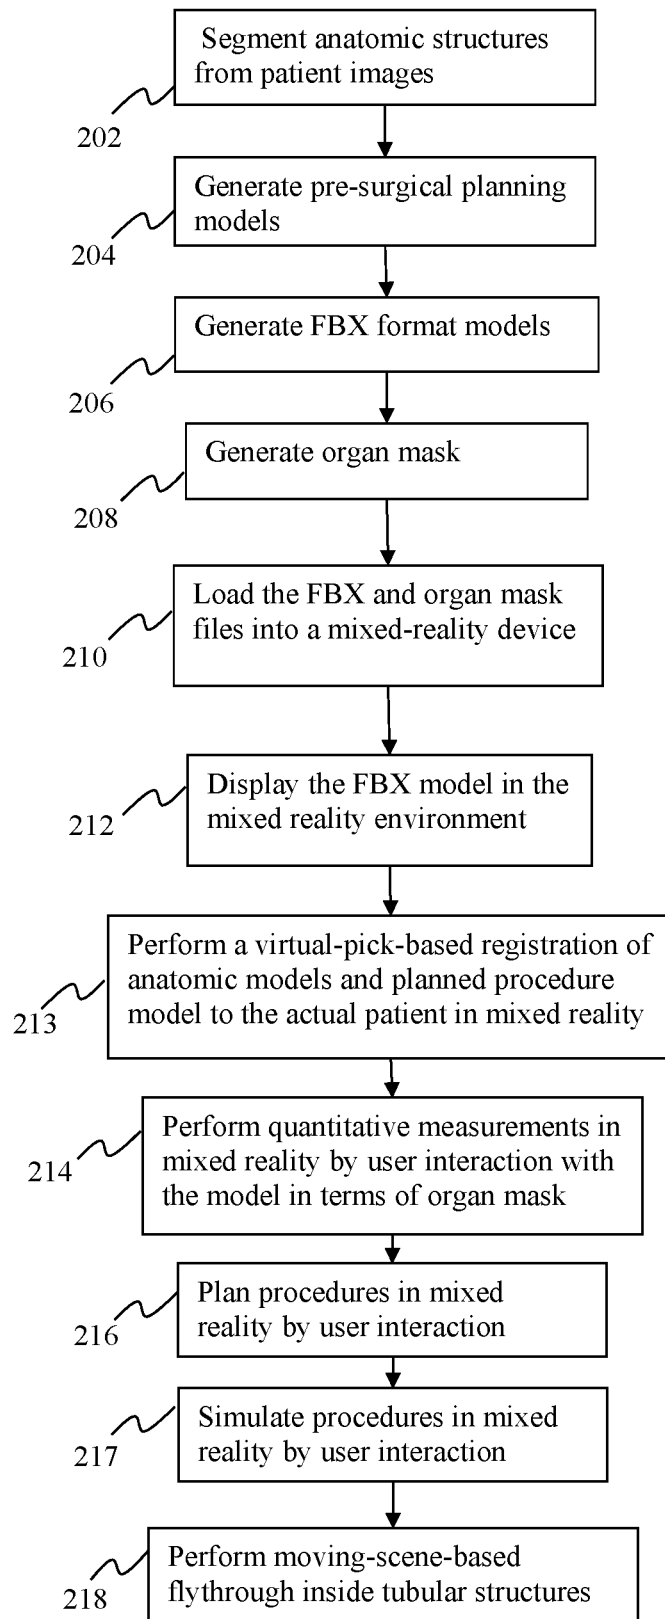 Segment anatomic structures
from patient images
202
Generate pre-surgical planning
models
204
Generate FBX format models
206
Generate organ mask
208
Load the FBX and organ mask
files into a mixed-reality device
210
Display the FBX model in the
mixed reality environment
212
Perform a virtual-pick-based registration of
anatomic models and planned procedure
model to the actual patient in mixed reality
213
Perform quantitative measurements in
mixed reality by user interaction with
the model in terms of organ mask
214
Plan procedures in mixed
reality by user interaction
216
Simulate procedures in mixed
reality by user interaction
217
Perform moving-scene-based
flythrough inside tubular structures
218